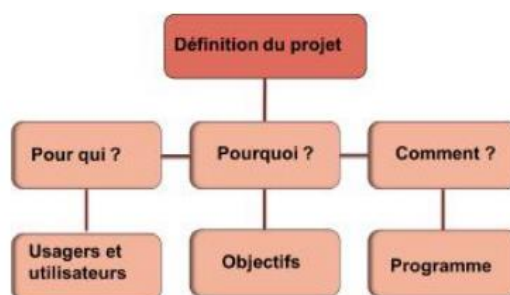 Définition du projet
Pour qui ?
Pourquoi ?
Comment ?
Usagers et
utilisateurs
Objectifs
Programme